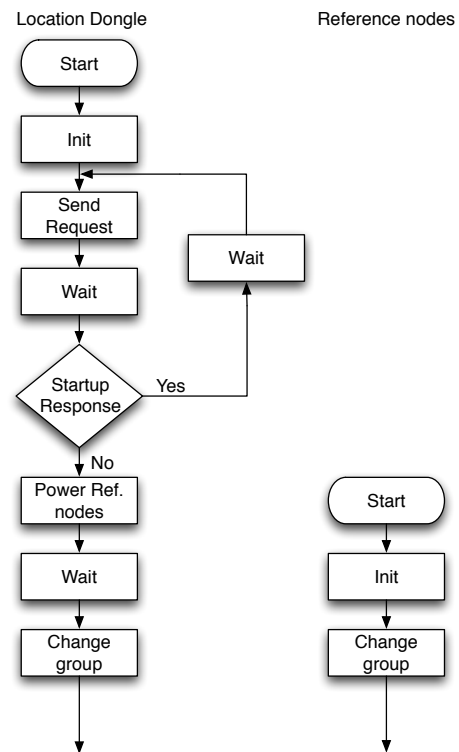 Location Dongle
Reference nodes
Start
Init
Send
Request
Wait
Wait
Startup
Response
Yes
No
Power Ref.
nodes
Start
Wait
Init
Change
group
Change
group